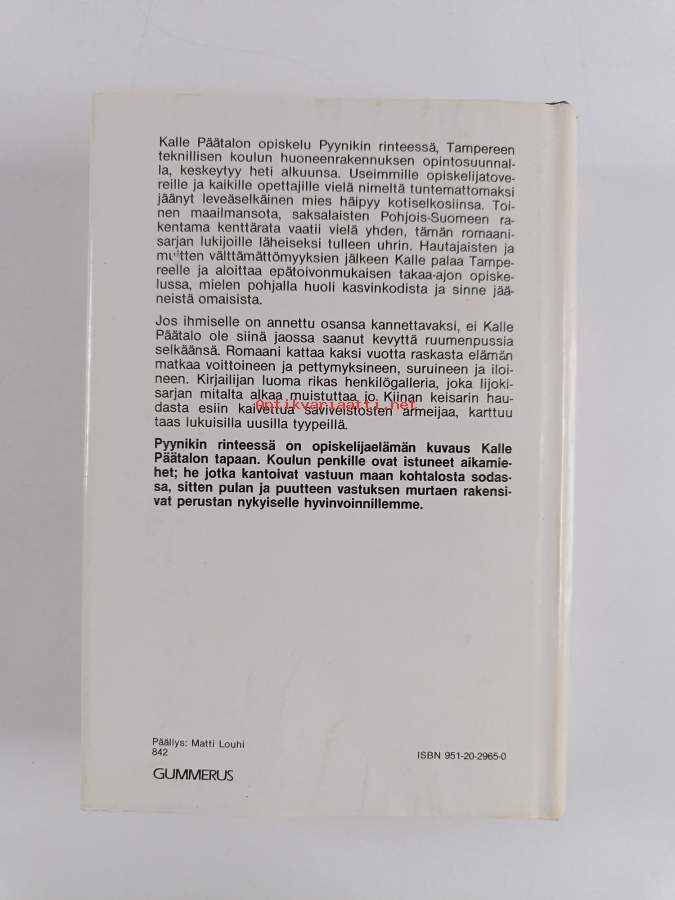 Kalle Päätalon opiskelu Pyynikin rinteessä, Tampereen
teknillisen koulun huoneenrakennuksen opintosuunnal-
la, keskeytyy heti alkuunsa. Useimmille opiskelijatove-
reille ja kaikille opettajille vielä nimeltä tuntemattomaksi
jäänyt leveäselkäinen mies häipyy kotiselkosiinsa. Toi-
nen maailmansota, saksalaisten Pohjois-Suomeen ra-
kentama kenttärata vaatii vielä yhden, tämän romaani-
sarjan lukijoille läheiseksi tulleen uhrin. Hautajaisten ja
muitten välttämättömyyksien jälkeen Kalle palaa Tampe-
reelle ja aloittaa epätoivonmukaisen takaa-ajon opiske-
lussa, mielen pohjalla huoli kasvinkodista ja sinne jää-
neistä omaisista.
Jos ihmiselle on annettu osansa kannettavaksi, ei Kalle
Päätalo ole siinä jaossa saanut kevyttä ruumenpussia
selkäänsä. Romaani kattaa kaksi vuotta raskasta elämän
matkaa voittoineen ja pettymyksineen, suruineen ja iloi-
neen. Kirjailijan luoma rikas henkilögalleria, joka Iijoki-
sarjan mitalta alkaa muistuttaa jo Kiinan keisarin hau-
Antikvariaatti.net
dasta esiin kaivettua saviveistosten armeijaa, karttuu
taas lukuisilla uusilla tyypeillä.
Pyynikin rinteessä on opiskelijaelämän kuvaus Kalle
Päätalon tapaan. Koulun penkille ovat istuneet aikamie-
het; he jotka kantoivat vastuun maan kohtalosta sodas-
sa, sitten pulan ja puutteen vastuksen murtaen rakensi-
vat perustan nykyiselle hyvinvoinnillemme.
Päällys: Matti Louhi
842
ISBN 951-20-2965-0
GUMMERUS